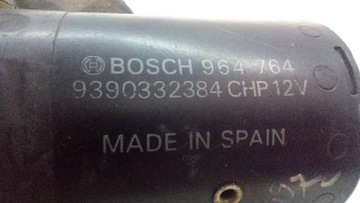 BOSCH 964 764
9390332384 CHP 12V
MADE IN SPAIN